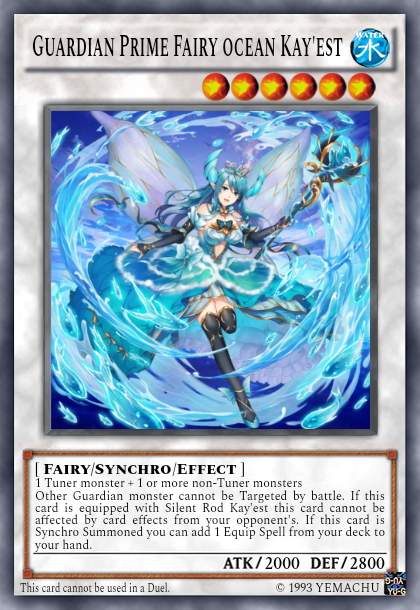 GUARDIAN PRIME FAIRY OCEAN KAY'EST
WATER
水
[ FAIRY/SYNCHRO/EFFECT ]
1 Tuner monster + 1 or more non-Tuner monsters
Other Guardian monster cannot be Targeted by battle. If this
card is equipped with Silent Rod Kay'est this card cannot be
affected by card effects from your opponent's. If this card is
Synchro Summoned you can add 1 Equip Spell from your deck to
your hand.
ATK/2000 DEF/2800
This card cannot be used in a Duel.
© 1993 YEMACHU